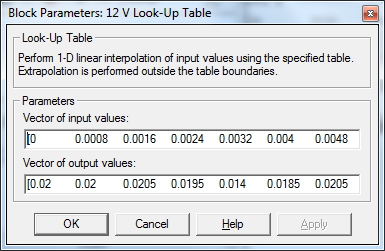 Block Parameters: 12 V Look-Up Table
Look-Up Table
Perform 1-D linear interpolation of input values using the specified table.
Extrapolation is performed outside the table boundaries.
Parameters
Vector of input values:
[0 0.0008 0.0016 0.0024 0.0032 0.004 0.0048
Vector of output values:
[0.02 0.02 0.0205 0.0195 0.014 0.0185 0.0205
OK Cancel Help Apply